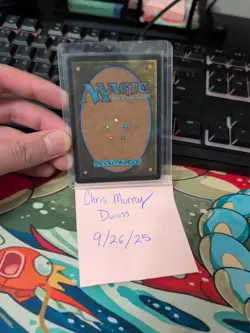 MAGIC
DECKMASTER
Chris Murray
Duress
9/26/25